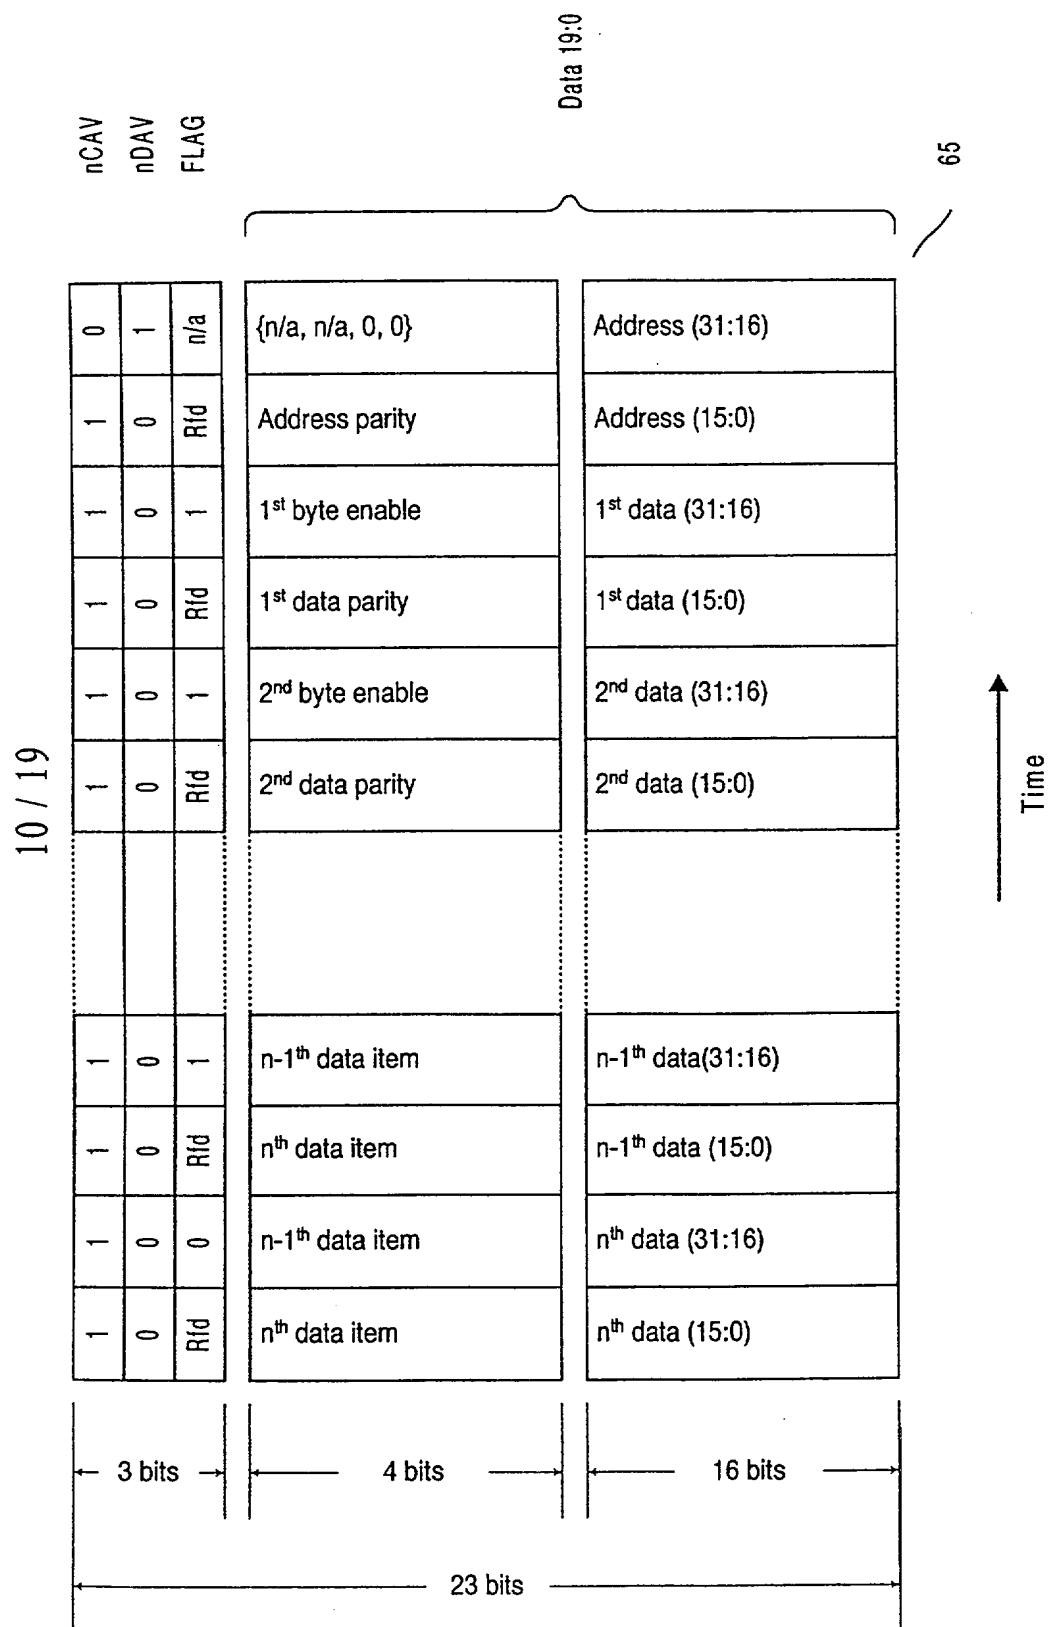 10 / 19
nCAV
nDAV
FLAG
Data 19:0
65
0 1 n/a {n/a, n/a, 0, 0} Address (31:16)
1 0 Rfd Address parity Address (15:0)
1 0 1 1st byte enable 1st data (31:16)
1 0 Rfd 1st data parity 1st data (15:0)
1 0 1 2nd byte enable 2nd data (31:16)
1 0 Rfd 2nd data parity 2nd data (15:0)
1 0 1 n-1th data item n-1th data(31:16)
1 0 Rfd nth data item n-1th data (15:0)
1 0 0 n-1th data item nth data (31:16)
1 0 Rfd nth data item nth data (15:0)
Time
3 bits 4 bits 16 bits
23 bits